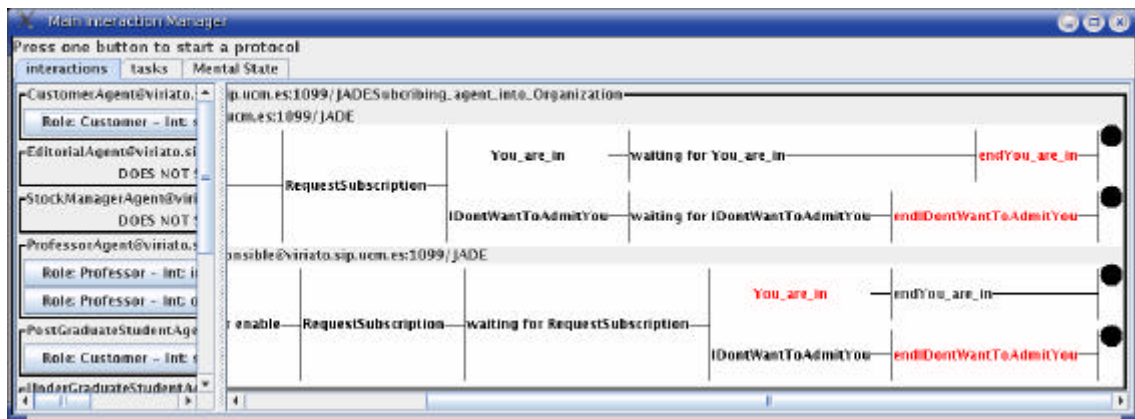 Main Interaction Manager
Press one button to start a protocol
interactions tasks Mental State
CustomerAgent@viriato.
Role: Customer - Int: s
EditorialAgent@viriato.si
DOES NOT S
StockManagerAgent@viri
DOES NOT S
ProfessorAgent@viriato.s
Role: Professor - Int: i
Role: Professor - Int: o
PostGraduateStudentAge
Role: Customer - Int: s
UnderGraduateStudentA
ip.ucm.es:1099/JADESubcribing_agent_into_Organization
ucm.es:1099/JADE
You_are_in waiting for You_are_in endYou_are_in
RequestSubscription
IDontWantToAdmitYou waiting for IDontWantToAdmitYou endIDontWantToAdmitYou
onsible@viriato.sip.ucm.es:1099/JADE
You_are_in endYou_are_in
r enable RequestSubscription waiting for RequestSubscription
IDontWantToAdmitYou endIDontWantToAdmitYou